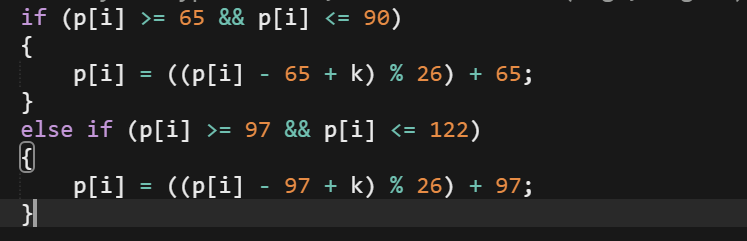 if (p[i] >= 65 && p[i] <= 90)
{
    p[i] = ((p[i] - 65 + k) % 26) + 65;
}
else if (p[i] >= 97 && p[i] <= 122)
{
    p[i] = ((p[i] - 97 + k) % 26) + 97;
}